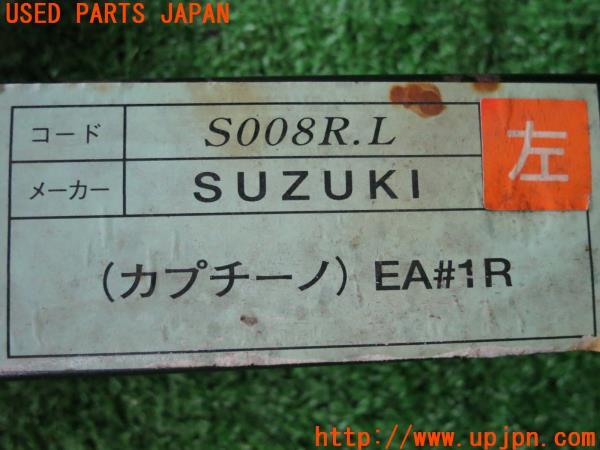 USED PARTS JAPAN
コード S008R.L
左
メーカー SUZUKI
(カプチーノ) EA#1R
http://www.upjpn.com